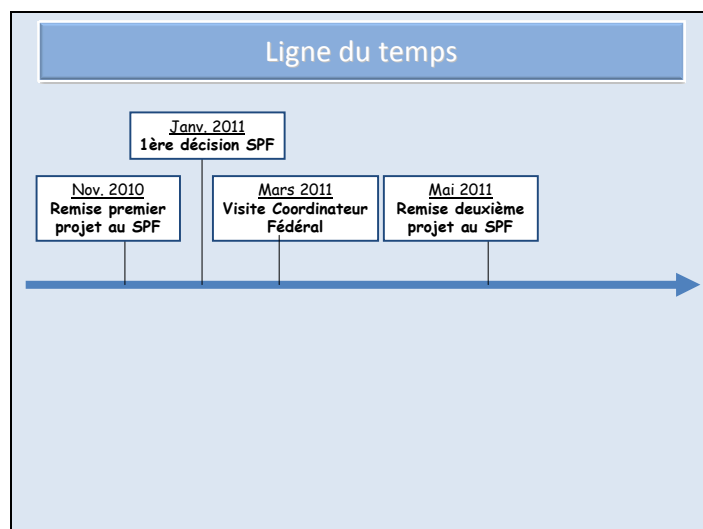 Ligne du temps
Janv. 2011
1ère décision SPF
Nov. 2010
Remise premier
projet au SPF
Mars 2011
Visite Coordinateur
Fédéral
Mai 2011
Remise deuxième
projet au SPF